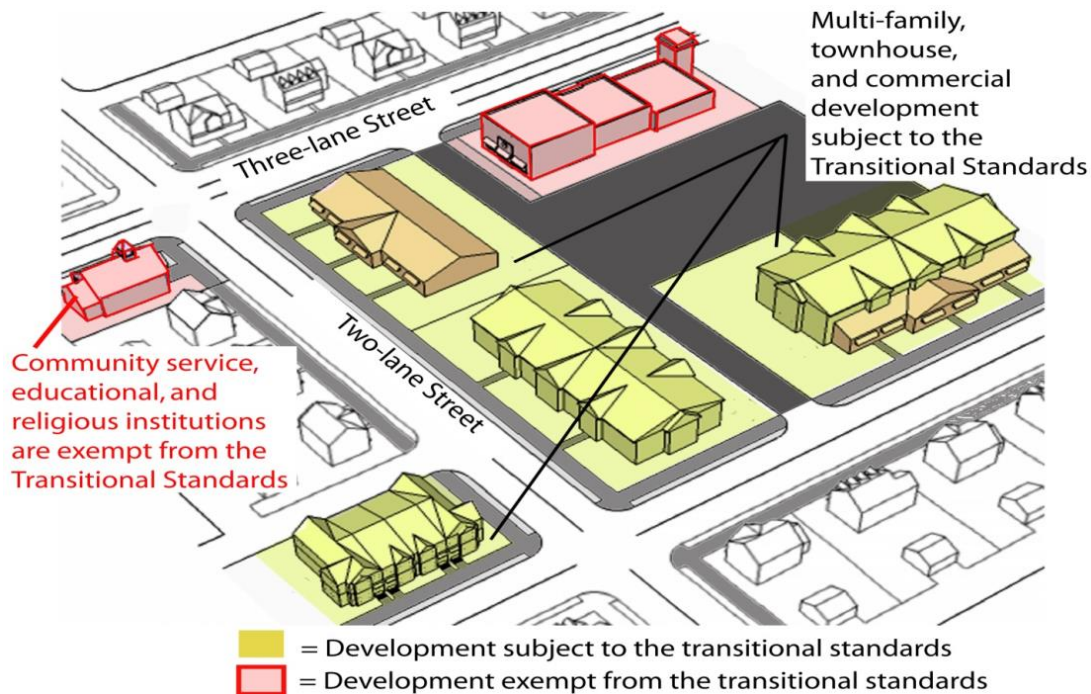 Multi-family,
townhouse,
and commercial
development
subject to the
Transitional Standards
Three-lane Street
Two-lane Street
Community service,
educational, and
religious institutions
are exempt from the
Transitional Standards
= Development subject to the transitional standards
= Development exempt from the transitional standards